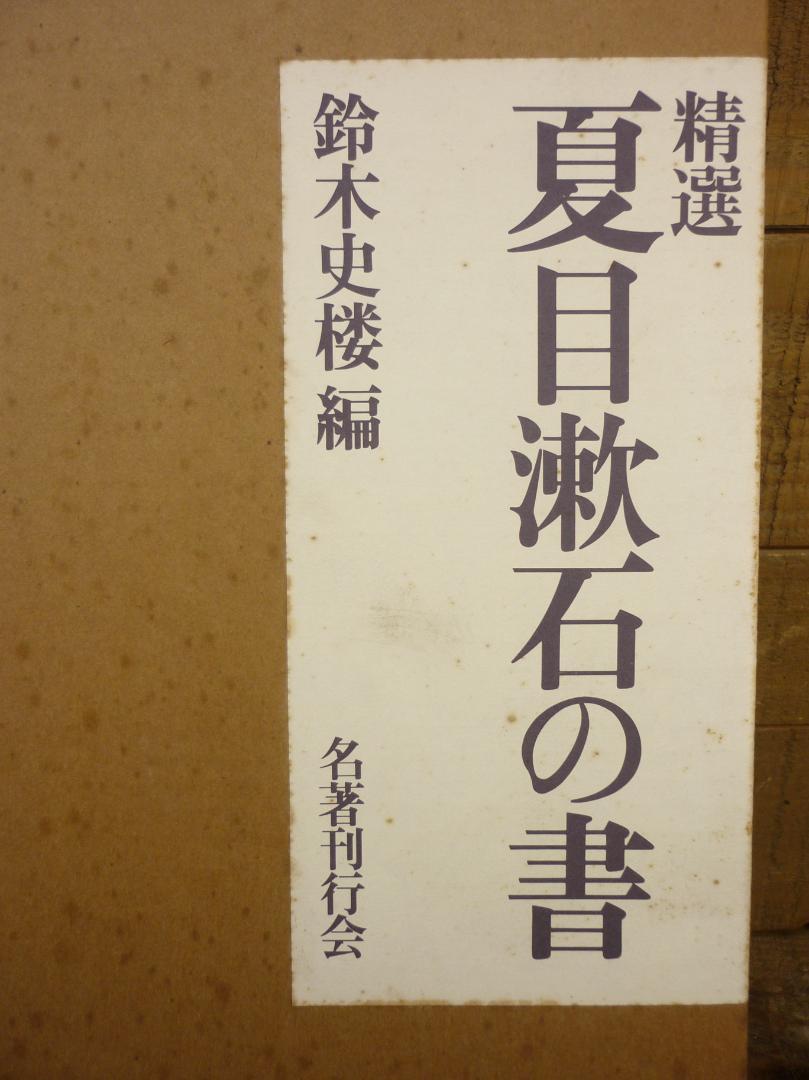 精選
夏目漱石の書
鈴木史楼編
名著刊行会